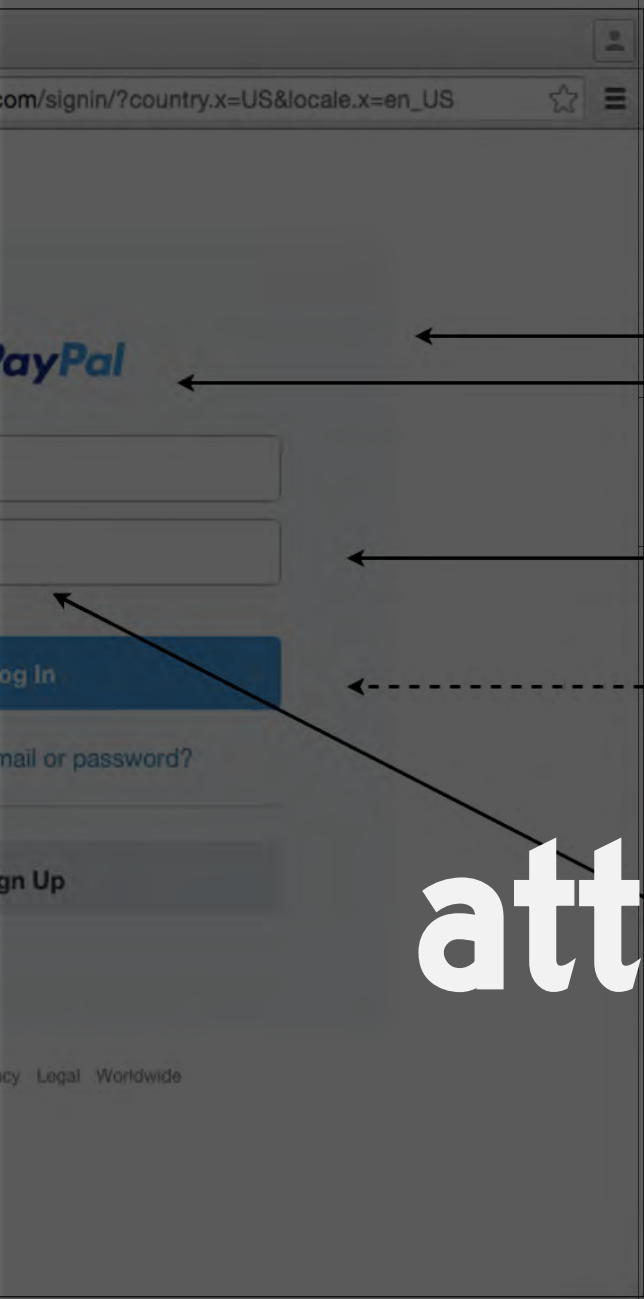 com/signin/?country.x=US&locale.x=en_US
PayPal
og In
mail or password?
gn Up
att
cy Legal Worldwide